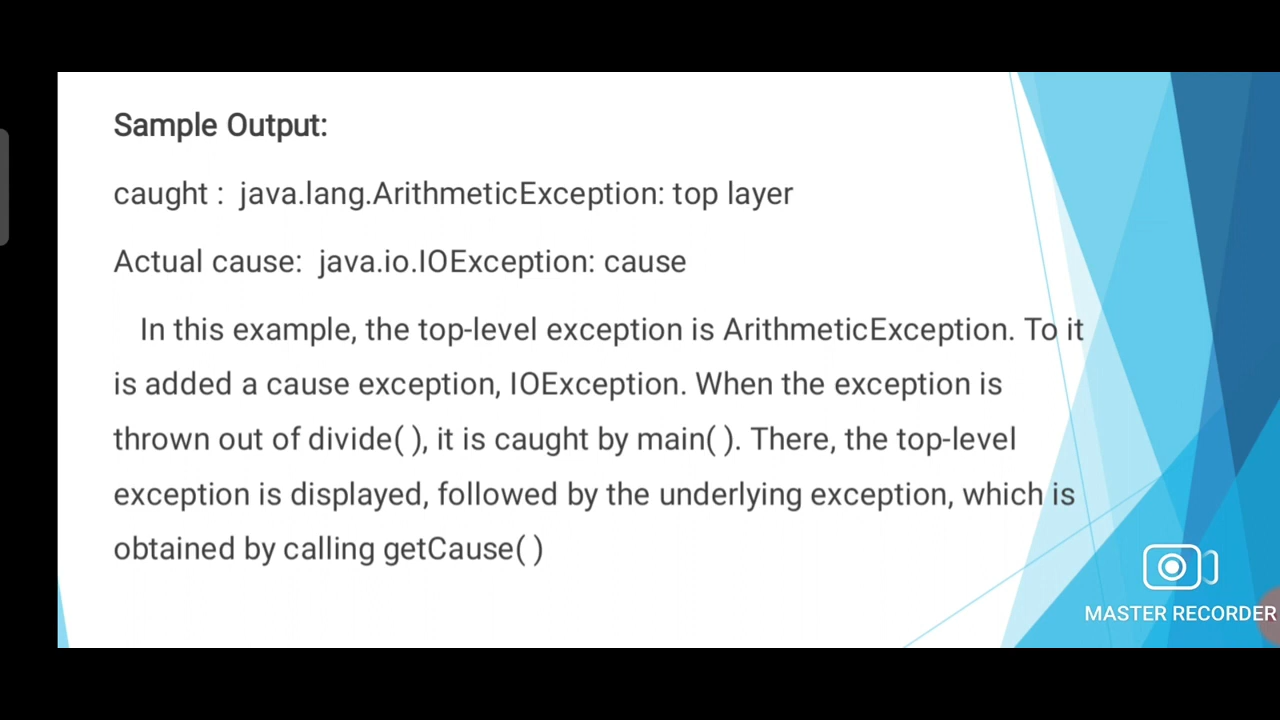 Sample Output:
caught :  java.lang.ArithmeticException: top layer
Actual cause:  java.io.IOException: cause
In this example, the top-level exception is ArithmeticException. To it
is added a cause exception, IOException. When the exception is
thrown out of divide( ), it is caught by main( ). There, the top-level
exception is displayed, followed by the underlying exception, which is
obtained by calling getCause( )
MASTER RECORDER